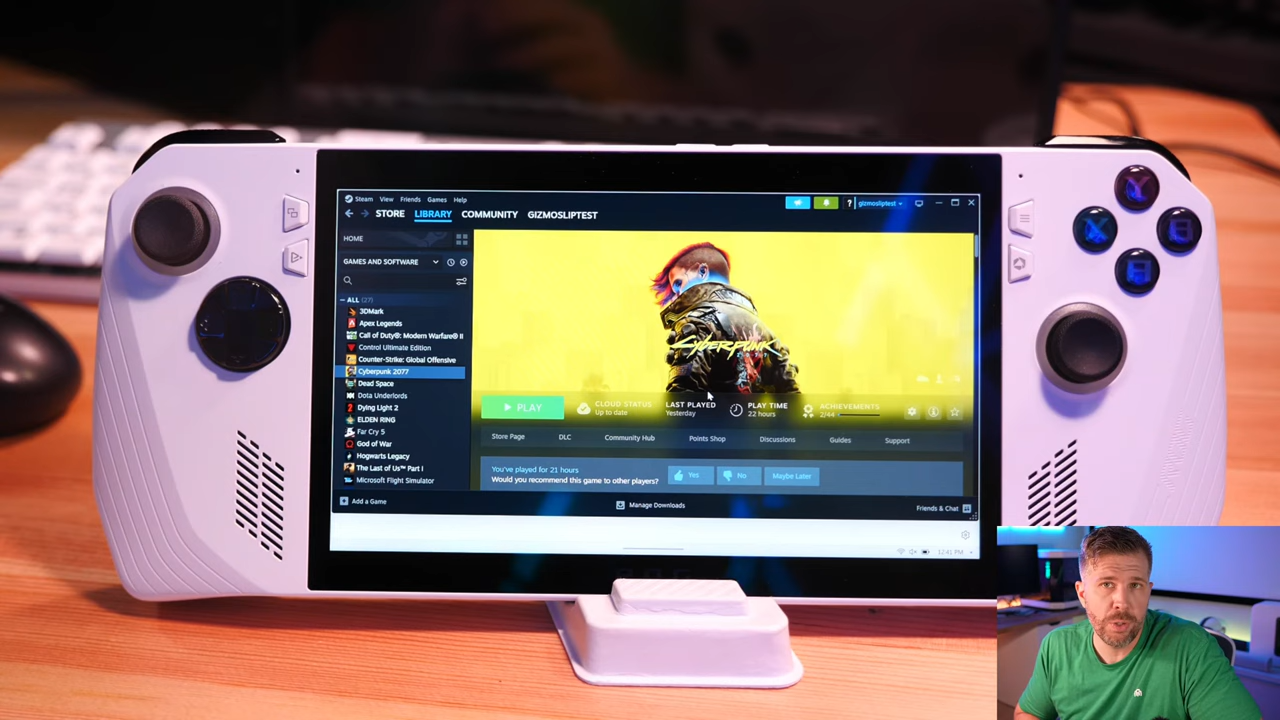 Steam View Friends Games Help
gizmosliptest
STORE LIBRARY COMMUNITY GIZMOSLIPTEST
HOME
GAMES AND SOFTWARE
ALL (27)
3DMark
Apex Legends
Call of Duty®: Modern Warfare® II
Control Ultimate Edition
Counter-Strike: Global Offensive
Cyberpunk 2077
Dead Space
Dota Underlords
Dying Light 2
ELDEN RING
Far Cry 5
God of War
Hogwarts Legacy
The Last of Us™ Part I
Microsoft Flight Simulator
CYBERPUNK
PLAY
CLOUD STATUS
Up to date
LAST PLAYED
Yesterday
PLAY TIME
22 hours
ACHIEVEMENTS
2/44
Store Page DLC Community Hub Points Shop Discussions Guides Support
You've played for 21 hours
Would you recommend this game to other players?
Yes No Maybe Later
Add a Game Manage Downloads Friends & Chat
12:41 PM
Y
X